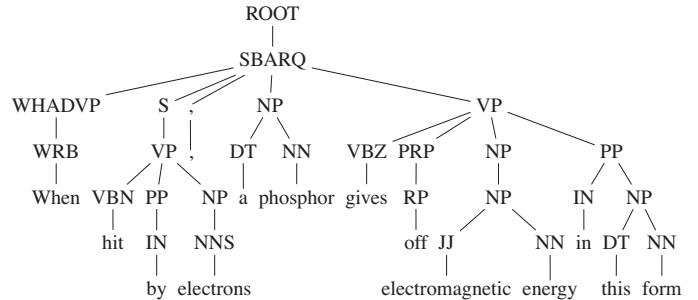 ROOT
SBARQ
WHADVP S , NP VP
WRB VP , DT NN VBZ PRP NP PP
When VBN PP NP a phosphor gives RP NP IN NP
hit IN NNS off JJ NN in DT NN
by electrons electromagnetic energy this form